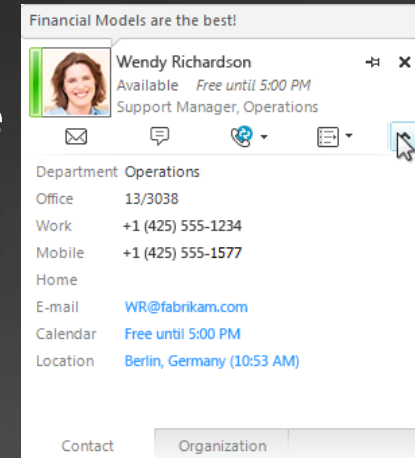 Financial Models are the best!
Wendy Richardson
Available Free until 5:00 PM
Support Manager, Operations
Department Operations
Office 13/3038
Work +1 (425) 555-1234
Mobile +1 (425) 555-1577
Home
E-mail WR@fabrikam.com
Calendar Free until 5:00 PM
Location Berlin, Germany (10:53 AM)
Contact Organization